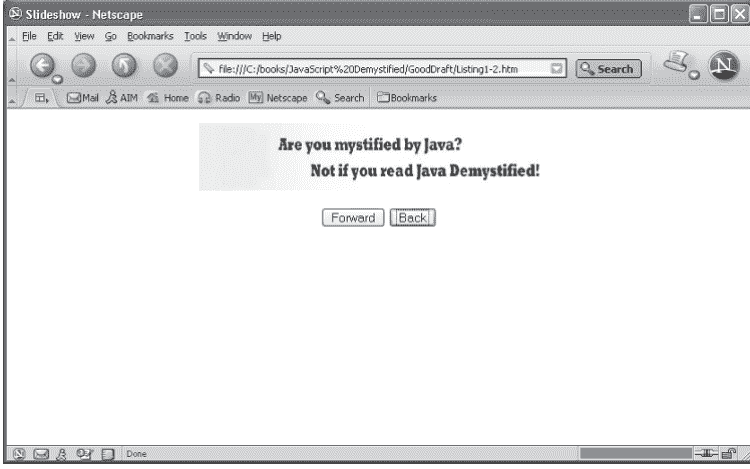 Slideshow - Netscape
File Edit View Go Bookmarks Tools Window Help
file:///C:/books/JavaScript%20Demystified/GoodDraft/Listing1-2.htm Search
Mail AIM Home Radio My Netscape Search Bookmarks
Are you mystified by Java?
Not if you read Java Demystified!
Forward Back
Done